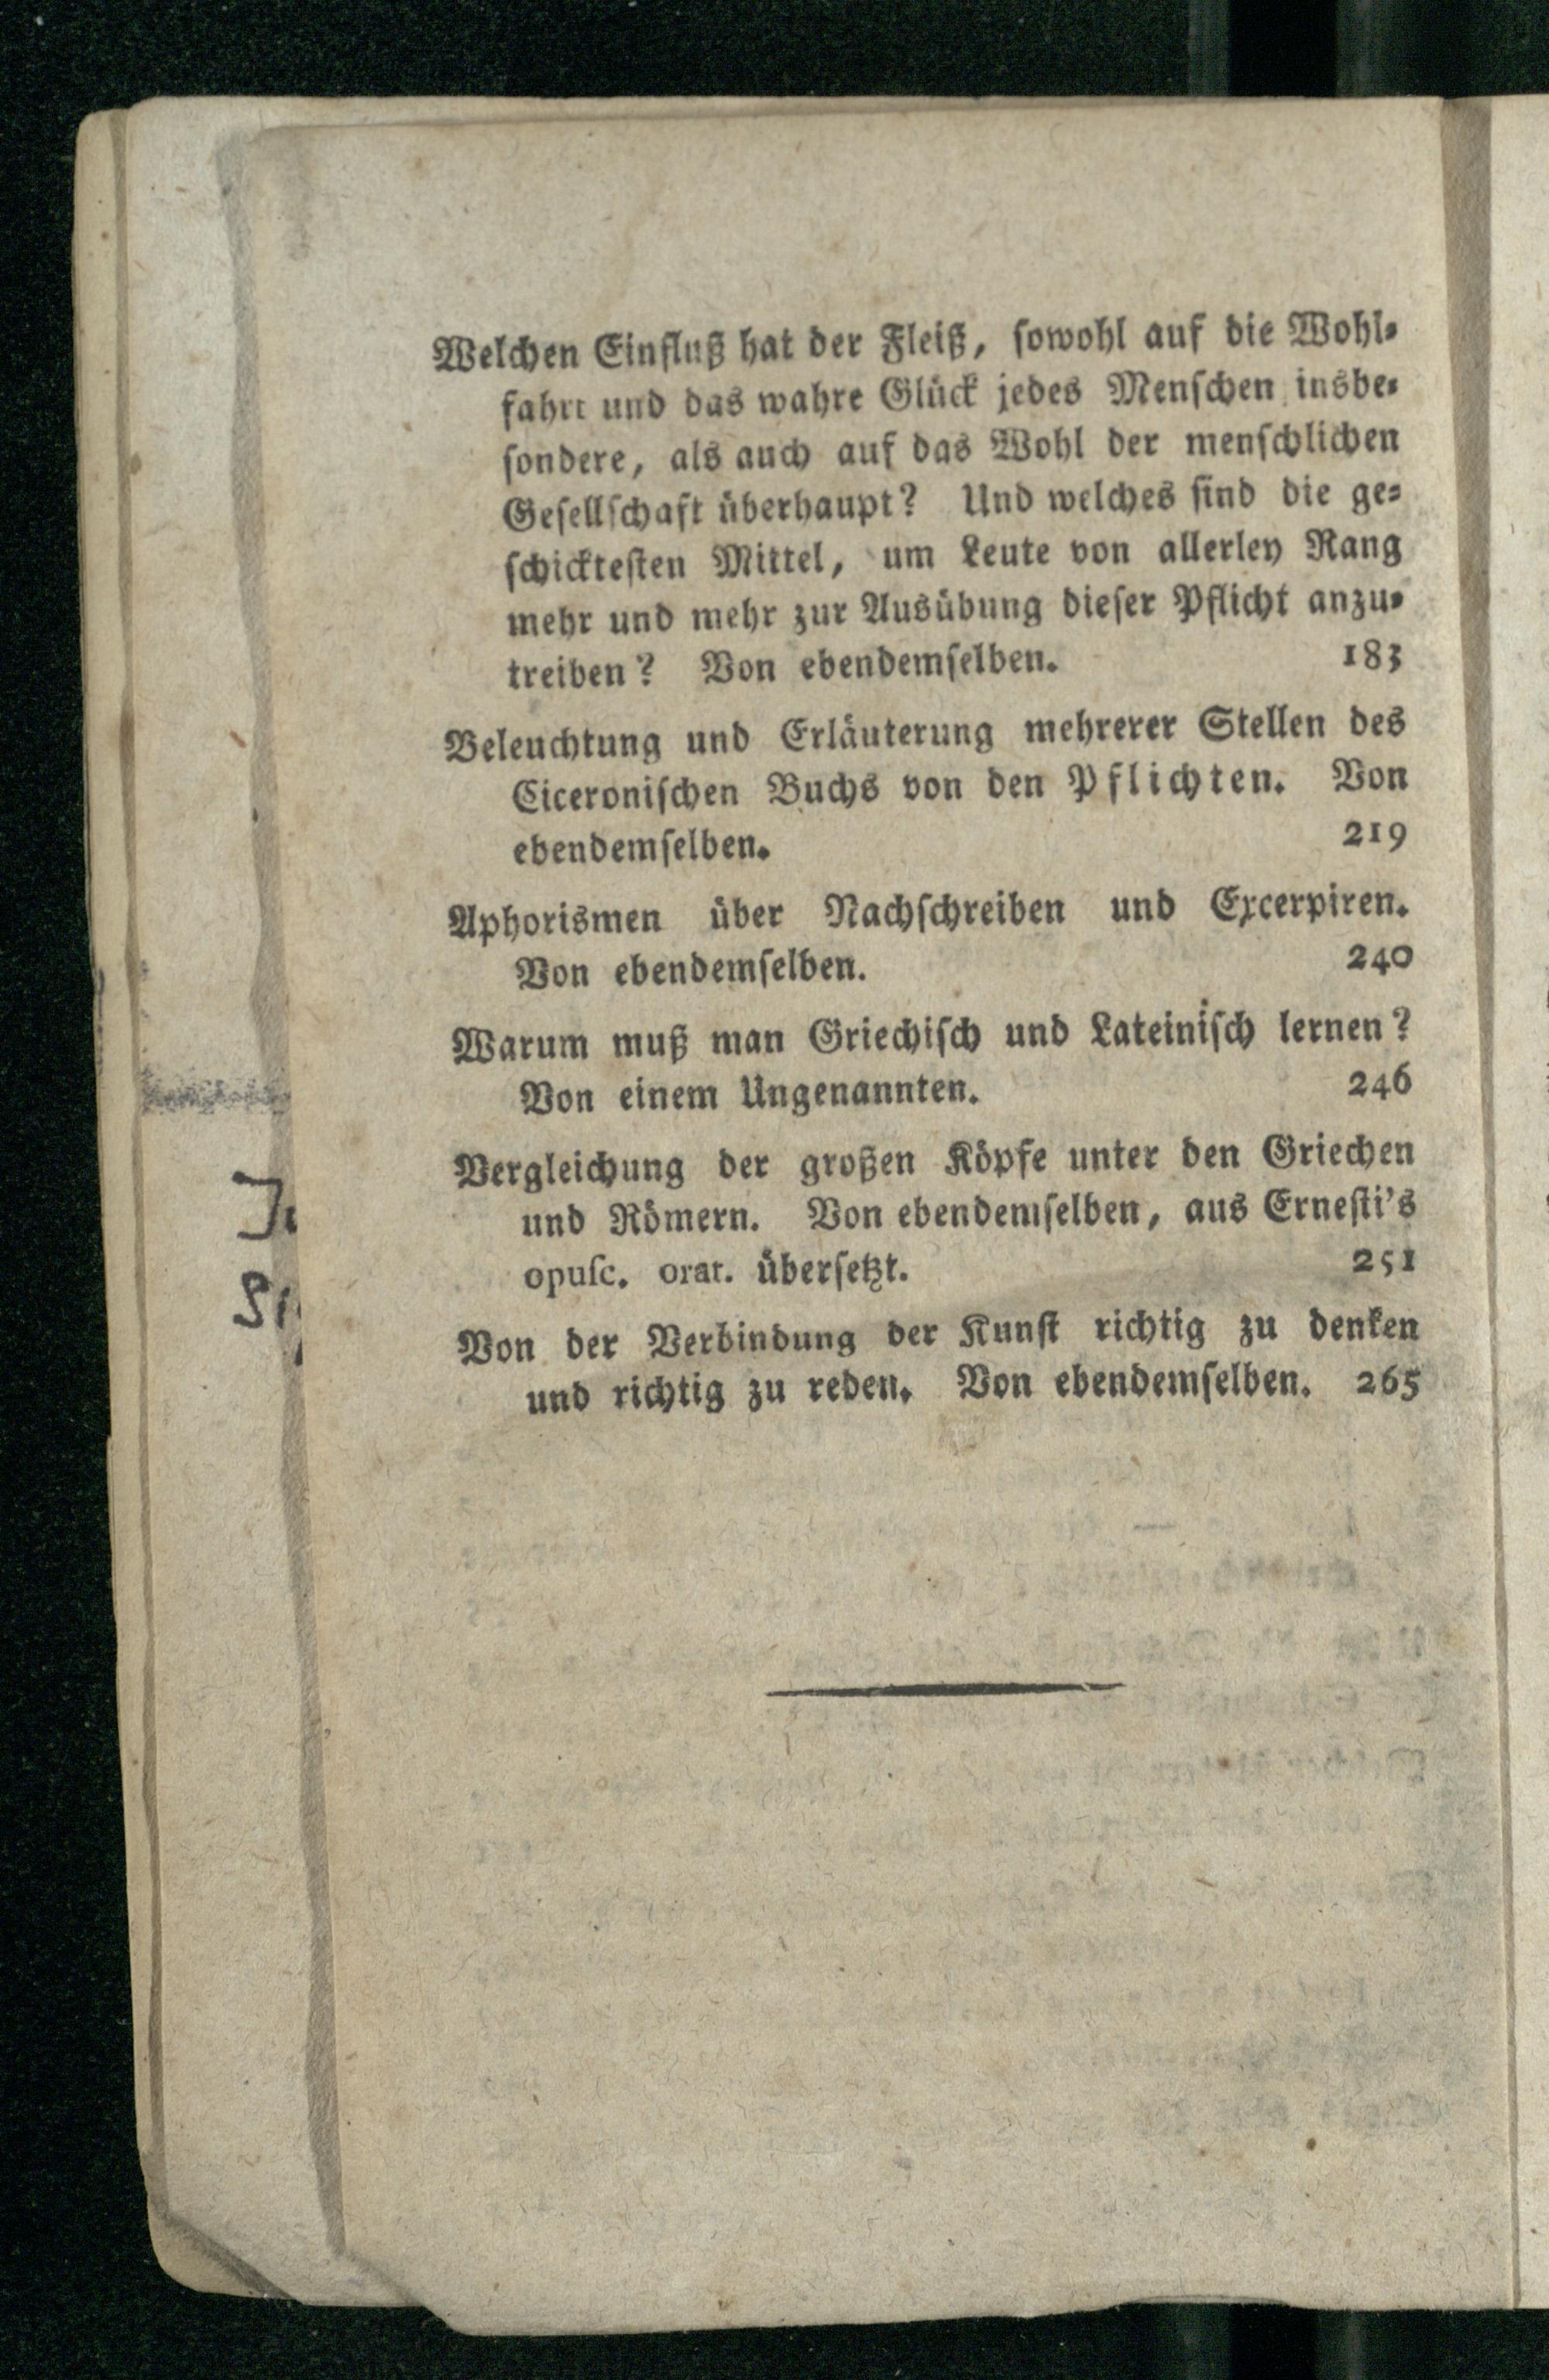 Welchen Einfluß hat der Fleiß, ſowohl auf die Wohl⸗
fahrt und das wahre Glück jedes Menſchen insbe⸗
ſondere, als auch auf das Wohl der menſchlichen
Geſellſchaft überhaupt? Und welches ſind die ge⸗
ſchickteſten Mittel, um Leute von allerley Rang
mehr und mehr zur Ausübung dieſer Pflicht anzu⸗
treiben? Von ebendemſelben. 183
Beleuchtung und Erläuterung mehrerer Stellen des
Ciceroniſchen Buchs von den Pflichten. Von
ebendemſelben. 219
Aphorismen über Nachſchreiben und Excerpiren.
Von ebendemſelben. 240
Warum muß man Griechiſch und Lateiniſch lernen?
Von einem Ungenannten. 246
Vergleichung der großen Köpfe unter den Griechen
und Römern. Von ebendemſelben, aus Erneſti's
opuſc. orat. überſetzt. 251
Von der Verbindung der Kunſt richtig zu denken
und richtig zu reden. Von ebendemſelben. 265